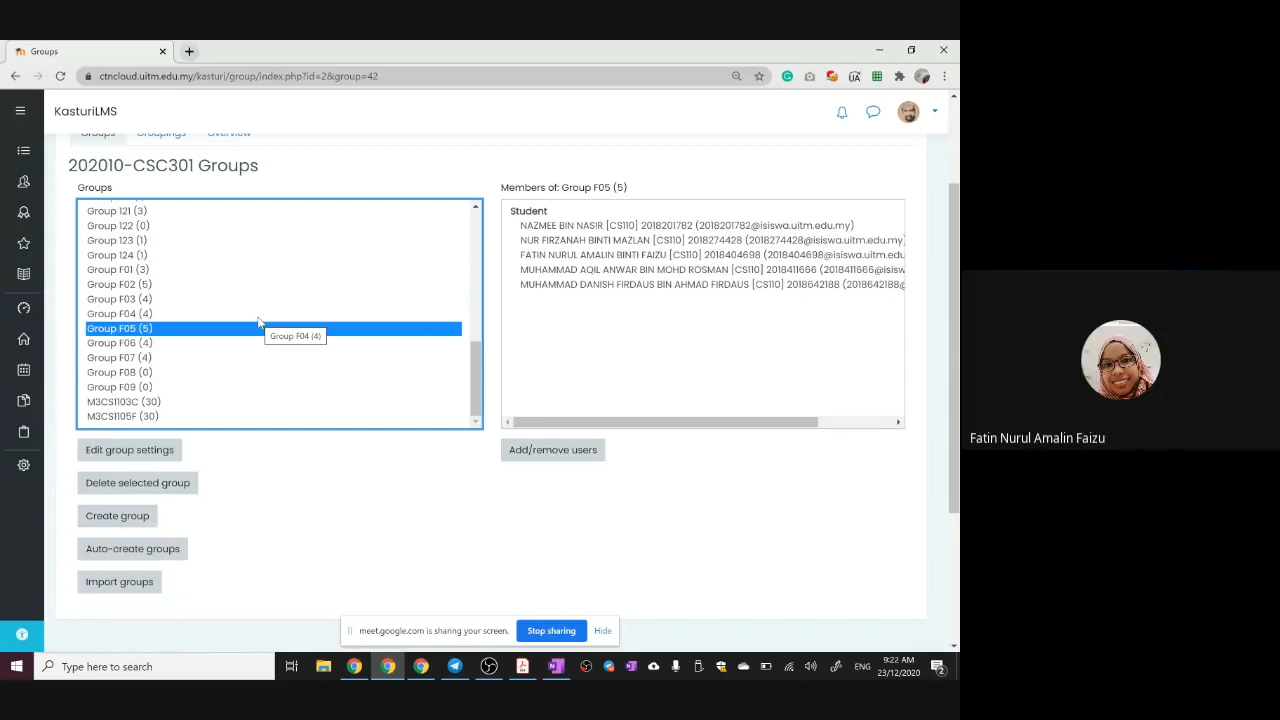 Groups
ctncloud.uitm.edu.my/kasturi/group/index.php?id=2&group=42
KasturiLMS
Groups Groupings Overview
202010-CSC301 Groups
Groups
Group 121 (3)
Group 122 (0)
Group 123 (1)
Group 124 (1)
Group F01 (3)
Group F02 (5)
Group F03 (4)
Group F04 (4)
Group F05 (5)
Group F04 (4)
Group F06 (4)
Group F07 (4)
Group F08 (0)
Group F09 (0)
M3CS1103C (30)
M3CS1105F (30)
Edit group settings
Delete selected group
Create group
Auto-create groups
Import groups
Members of: Group F05 (5)
Student
NAZMEE BIN NASIR [CS110] 2018201782 (2018201782@isiswa.uitm.edu.my)
NUR FIRZANAH BINTI MAZLAN [CS110] 2018274428 (2018274428@isiswa.uitm.edu.my)
FATIN NURUL AMALIN BINTI FAIZU [CS110] 2018404698 (2018404698@isiswa.uitm.edu
MUHAMMAD AQIL ANWAR BIN MOHD ROSMAN [CS110] 2018411666 (2018411666@isisw
MUHAMMAD DANISH FIRDAUS BIN AHMAD FIRDAUS [CS110] 2018642188 (2018642188@
Add/remove users
Fatin Nurul Amalin Faizu
meet.google.com is sharing your screen.
Stop sharing
Hide
Type here to search
ENG
9:22 AM
23/12/2020
2